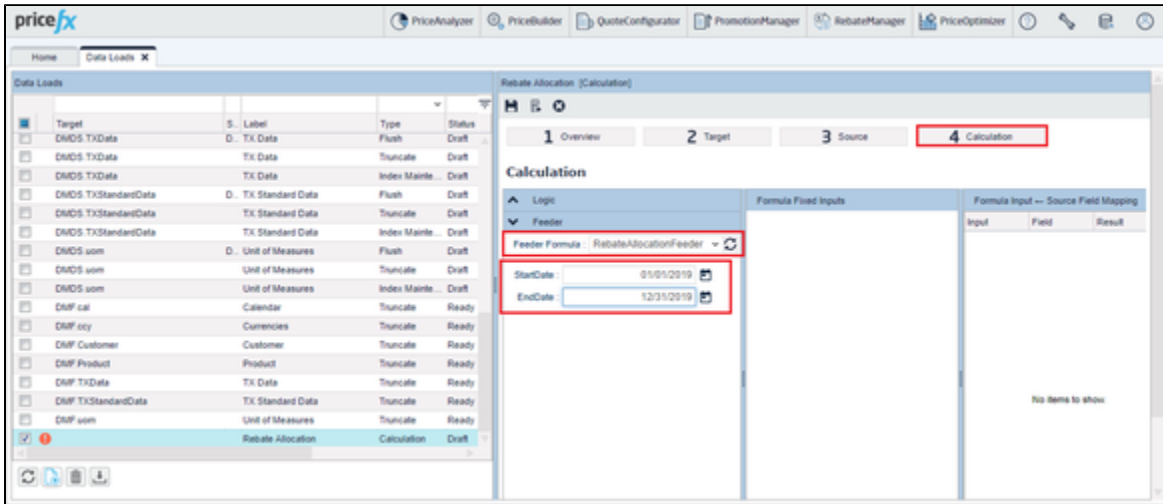 pricefx PriceAnalyzer PriceBuilder QuoteConfigurator PromotionManager RebateManager PriceOptimizer
Home Data Loads
Data Loads Rebate Allocation [Calculation]
Target S.. Label Type Status
1 Overview 2 Target 3 Source 4 Calculation
DMDS.TXData D.. TX Data Flush Draft
DMDS.TXData TX Data Truncate Draft
DMDS.TXData TX Data Index Mainte... Draft
Calculation
DMDS.TXStandardData D.. TX Standard Data Flush Draft
Logic Formula Fixed Inputs Formula Input ← Source Field Mapping
DMDS.TXStandardData TX Standard Data Truncate Draft
Feeder Input Field Result
DMDS.TXStandardData TX Standard Data Index Mainte... Draft
Feeder Formula : RebateAllocationFeeder
DMDS.uom D.. Unit of Measures Flush Draft
DMDS.uom Unit of Measures Truncate Draft
StartDate : 01/01/2019
DMDS.uom Unit of Measures Index Mainte... Draft
EndDate : 12/31/2019
DMF.cal Calendar Truncate Ready
DMF.ccy Currencies Truncate Ready
DMF.Customer Customer Truncate Ready
DMF.Product Product Truncate Ready
DMF.TXData TX Data Truncate Ready
DMF.TXStandardData TX Standard Data Truncate Ready
No items to show.
DMF.uom Unit of Measures Truncate Ready
Rebate Allocation Calculation Draft